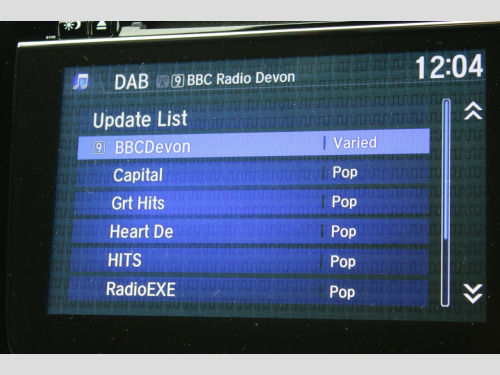 DAB 9 BBC Radio Devon 12:04
Update List
9 BBCDevon Varied
Capital Pop
Grt Hits Pop
Heart De Pop
HITS Pop
RadioEXE Pop